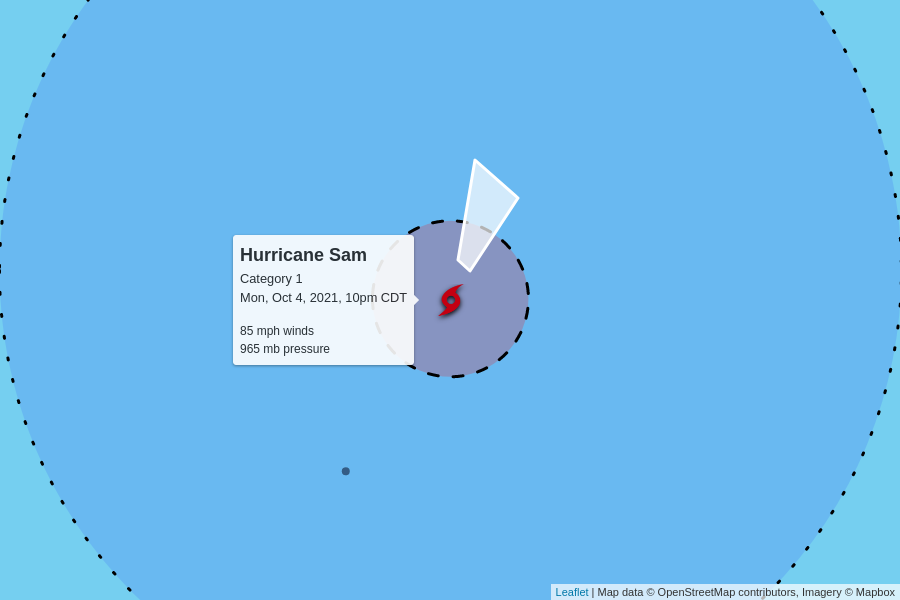 Hurricane Sam
Category 1
Mon, Oct 4, 2021, 10pm CDT
85 mph winds
965 mb pressure
Leaflet | Map data © OpenStreetMap contributors, Imagery © Mapbox